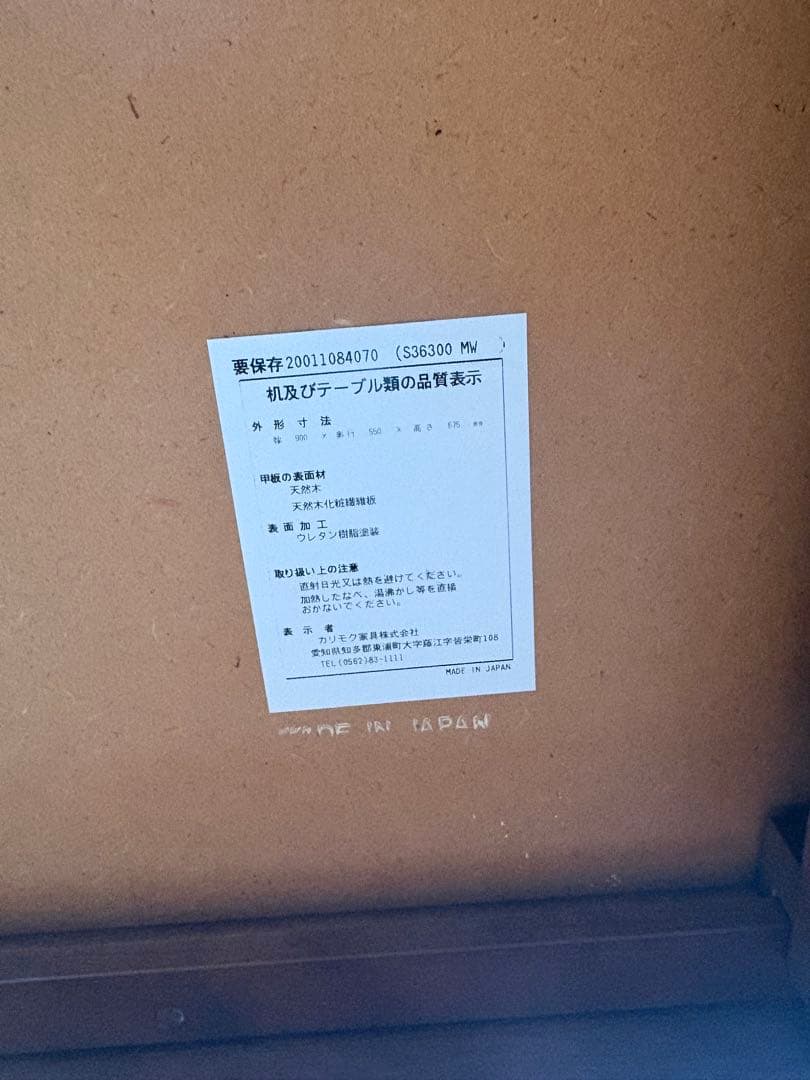 要保存20011084070 (S36300 MW )
机及びテーブル類の品質表示
外形寸法
幅 900 × 奥行 550 × 高さ 675 mm
甲板の表面材
天然木
天然木化粧繊維板
表面加工
ウレタン樹脂塗装
取り扱い上の注意
直射日光又は熱を避けてください。
加熱したなべ、湯沸かし等を直接
おかないでください。
表示者
カリモク家具株式会社
愛知県知多郡東浦町大字藤江字皆栄町108
TEL(0562)83-1111
MADE IN JAPAN
IN JAPAN